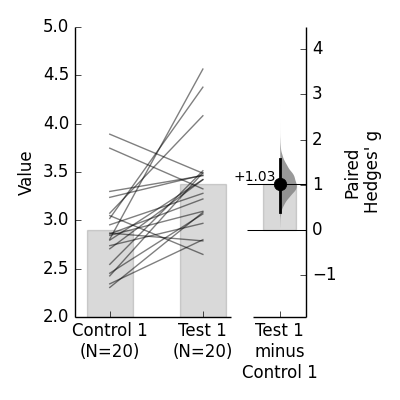 5.0
4.5
4.0
3.5
3.0
2.5
2.0
Value
Control 1
(N=20)
Test 1
(N=20)
+1.03
4
3
2
1
0
−1
Paired
Hedges' g
Test 1
minus
Control 1